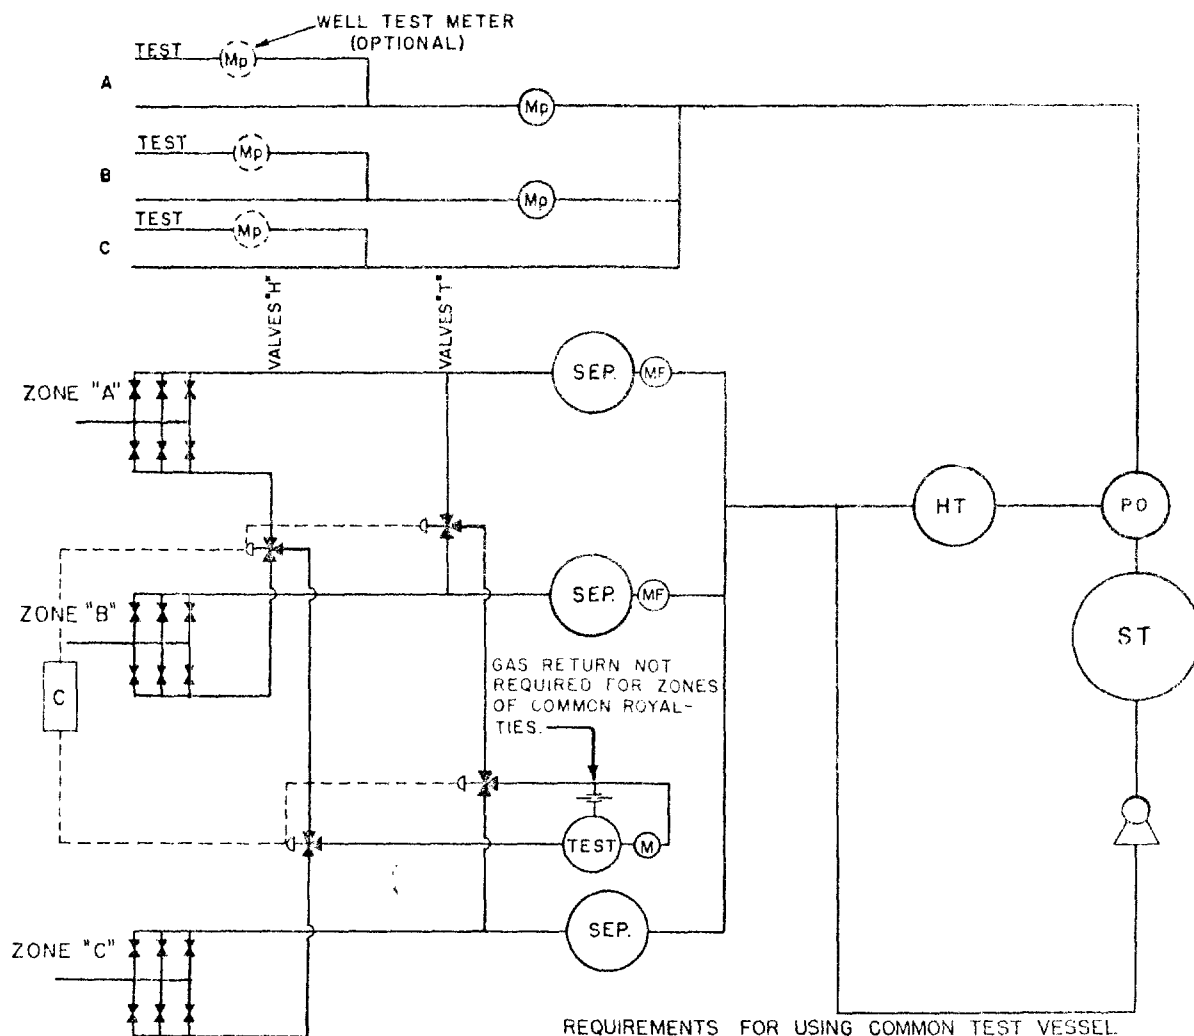 WELL TEST METER
(OPTIONAL)
TEST
Mp
A
Mp
TEST
Mp
B
Mp
TEST
Mp
C
VALVES "H"
VALVES "T"
SEP.
MF
ZONE "A"
HT
PO
SEP.
MF
ZONE "B"
ST
GAS RETURN NOT
REQUIRED FOR ZONES
OF COMMON ROYAL-
TIES.
C
TEST
M
SEP.
ZONE "C"
REQUIREMENTS FOR USING COMMON TEST VESSEL